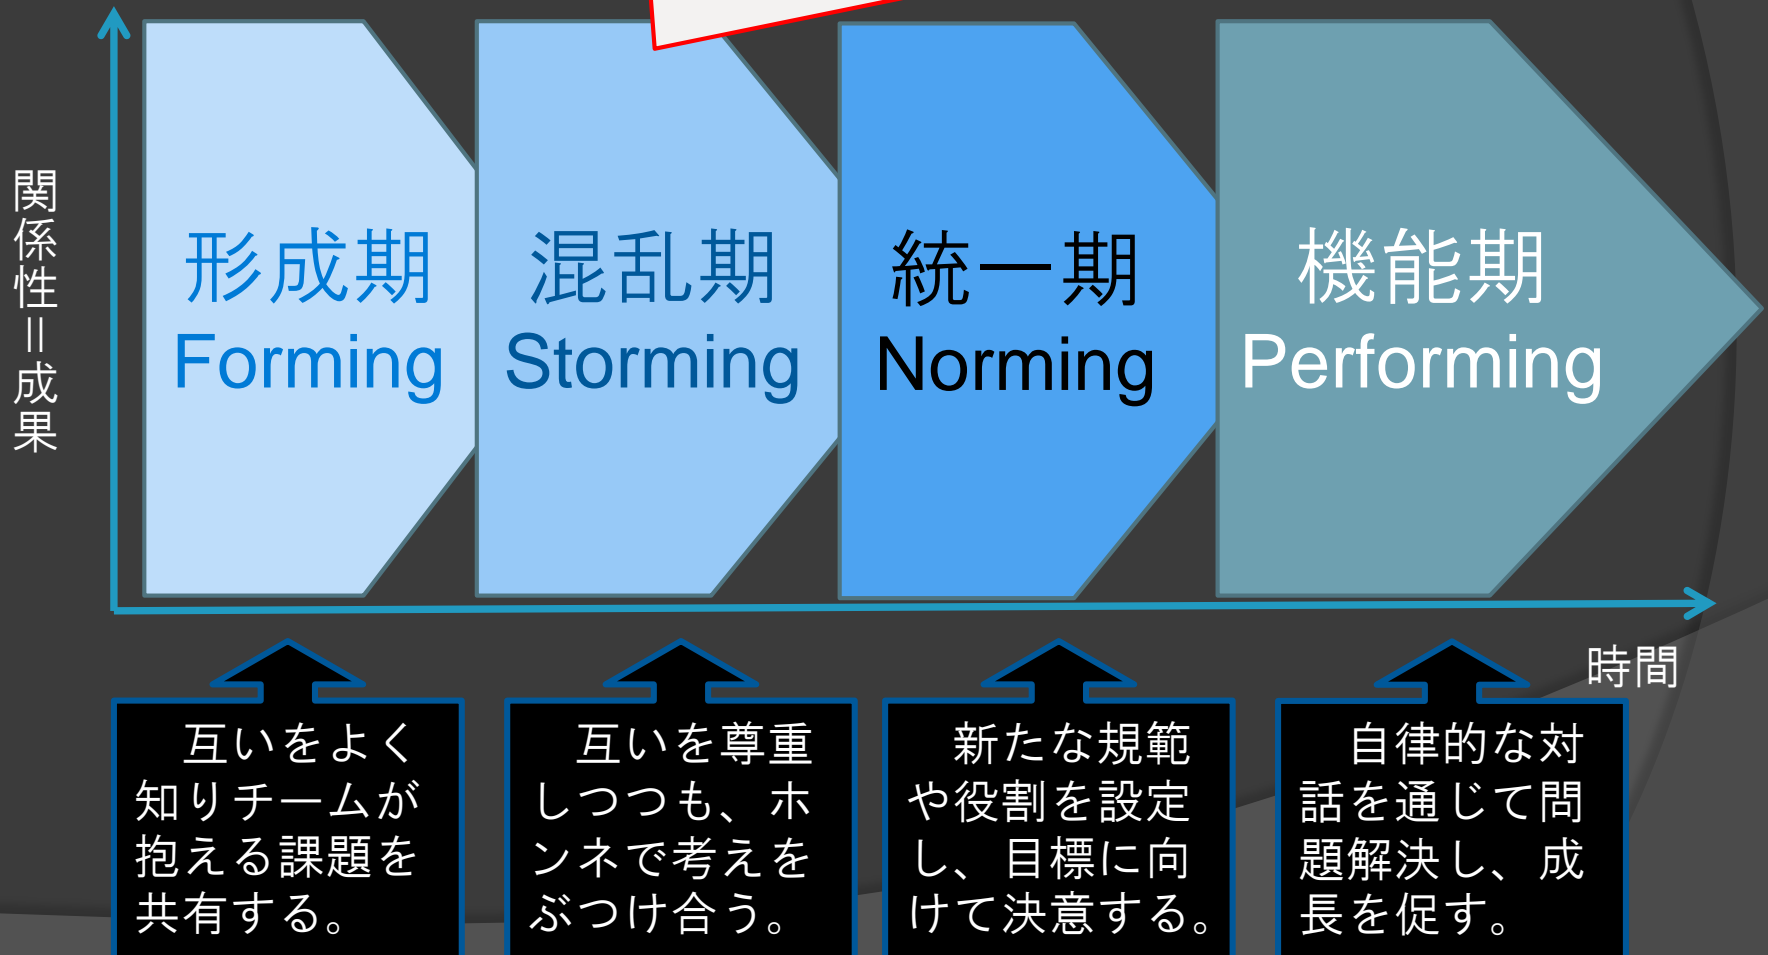 関係性＝成果
形成期
Forming
混乱期
Storming
統一期
Norming
機能期
Performing
時間
互いをよく
知りチームが
抱える課題を
共有する。
互いを尊重
しつつも、ホ
ンネで考えを
ぶつけ合う。
新たな規範
や役割を設定
し、目標に向
けて決意する。
自律的な対
話を通じて問
題解決し、成
長を促す。